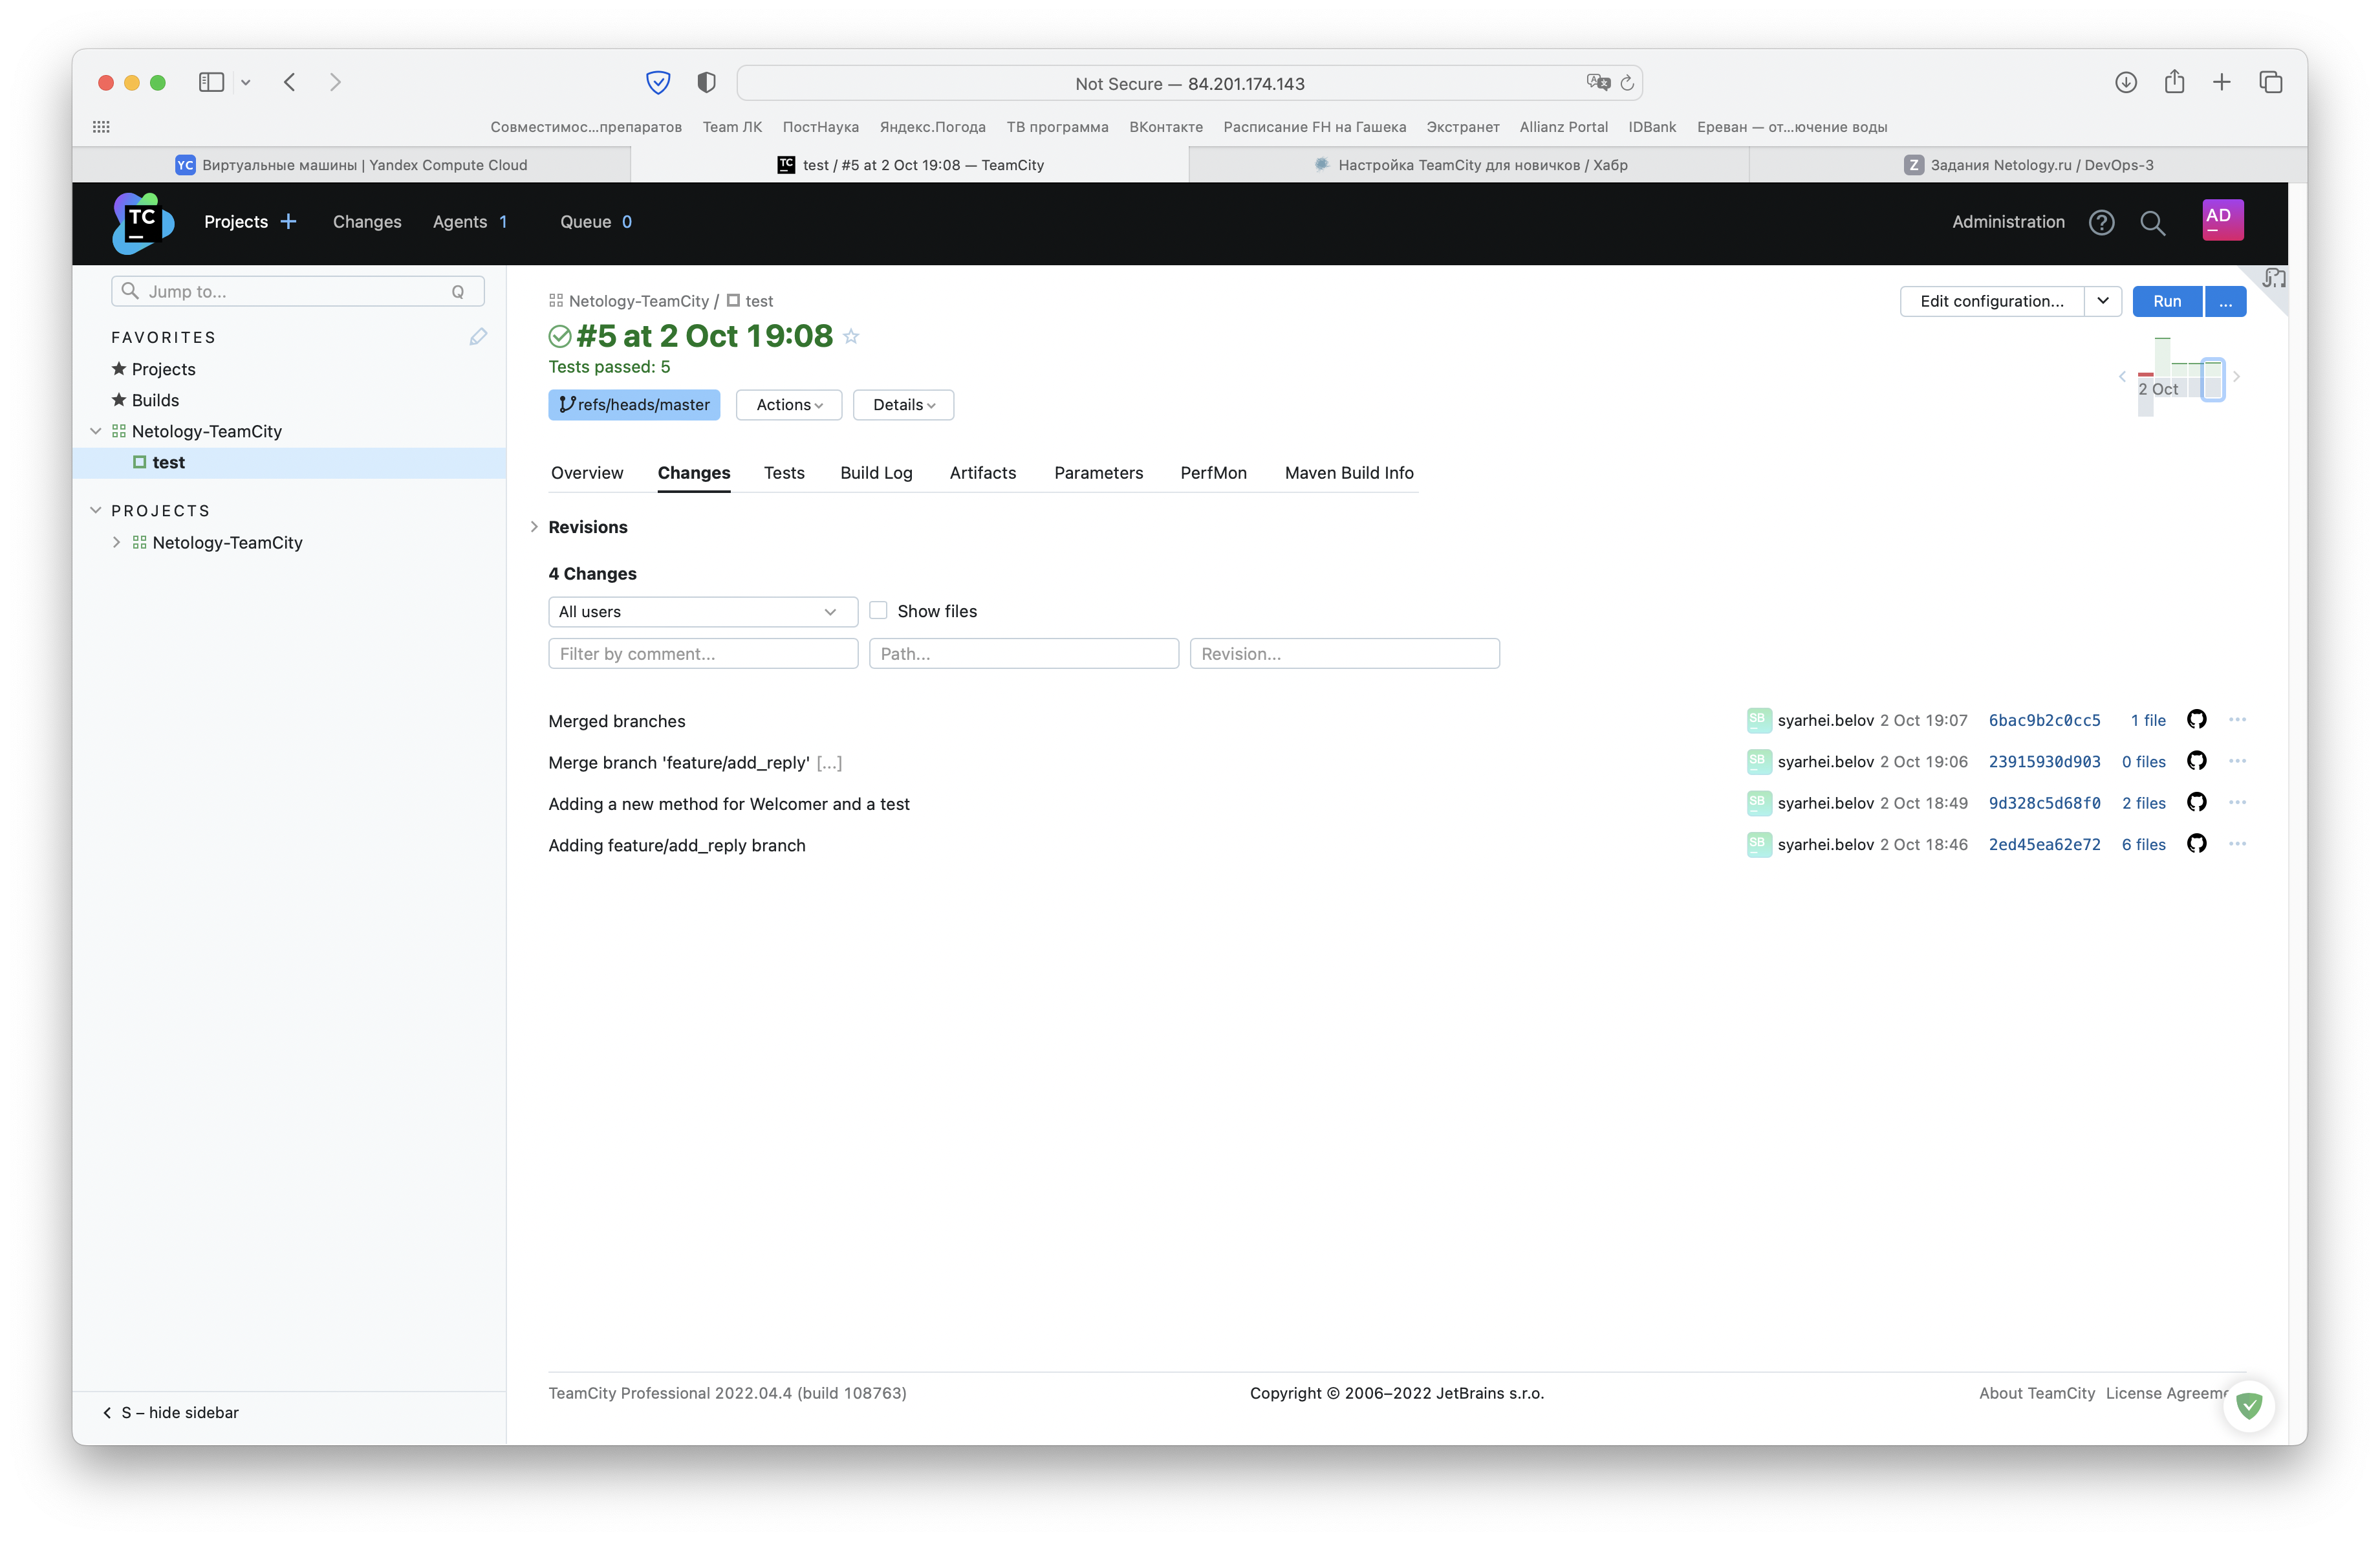 Not Secure — 84.201.174.143
Совместимос...препаратов Team ЛК ПостНаука Яндекс.Погода ТВ программа ВКонтакте Расписание FH на Гашека Экстранет Allianz Portal IDBank Ереван — от...ючение воды
YC Виртуальные машины | Yandex Compute Cloud
TC test / #5 at 2 Oct 19:08 — TeamCity
Настройка TeamCity для новичков / Хабр
Z Задания Netology.ru / DevOps-3
TC Projects + Changes Agents 1 Queue 0 Administration ? AD
Jump to... Q
FAVORITES
Projects
Builds
Netology-TeamCity
test
PROJECTS
Netology-TeamCity
S – hide sidebar
Netology-TeamCity / test
Edit configuration... Run ...
#5 at 2 Oct 19:08
Tests passed: 5
2 Oct
refs/heads/master Actions Details
Overview Changes Tests Build Log Artifacts Parameters PerfMon Maven Build Info
Revisions
4 Changes
All users Show files
Filter by comment... Path... Revision...
Merged branches SB syarhei.belov 2 Oct 19:07 6bac9b2c0cc5 1 file ...
Merge branch 'feature/add_reply' [...] SB syarhei.belov 2 Oct 19:06 23915930d903 0 files ...
Adding a new method for Welcomer and a test SB syarhei.belov 2 Oct 18:49 9d328c5d68f0 2 files ...
Adding feature/add_reply branch SB syarhei.belov 2 Oct 18:46 2ed45ea62e72 6 files ...
TeamCity Professional 2022.04.4 (build 108763) Copyright © 2006–2022 JetBrains s.r.o. About TeamCity License Agreeme